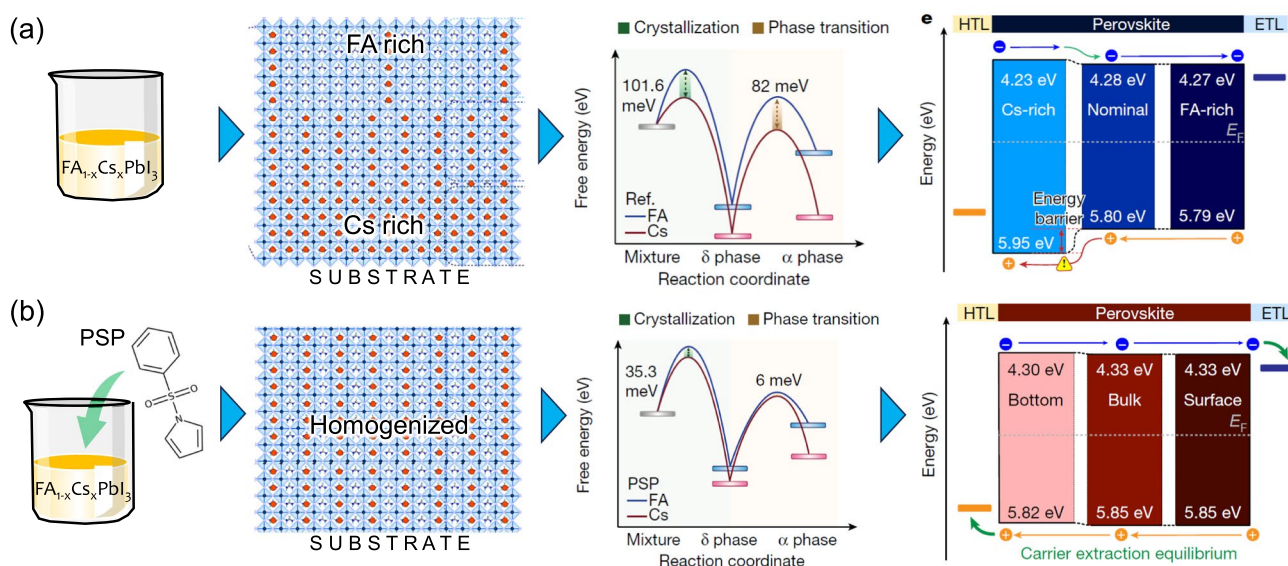 (a)
FA1-xCsxPbI3
FA rich
Cs rich
SUBSTRATE
Crystallization
Phase transition
Free energy (eV)
101.6
meV
82 meV
Ref.
FA
Cs
Mixture
δ phase
α phase
Reaction coordinate
e
HTL
Perovskite
ETL
Energy (eV)
4.23 eV
4.28 eV
4.27 eV
Cs-rich
Nominal
FA-rich
EF
Energy
barrier
5.80 eV
5.79 eV
5.95 eV
!
(b)
PSP
O
S
O
N
FA1-xCsxPbI3
Homogenized
SUBSTRATE
Crystallization
Phase transition
Free energy (eV)
35.3
meV
6 meV
PSP
FA
Cs
Mixture
δ phase
α phase
Reaction coordinate
HTL
Perovskite
ETL
Energy (eV)
4.30 eV
4.33 eV
4.33 eV
Bottom
Bulk
Surface
EF
5.82 eV
5.85 eV
5.85 eV
Carrier extraction equilibrium